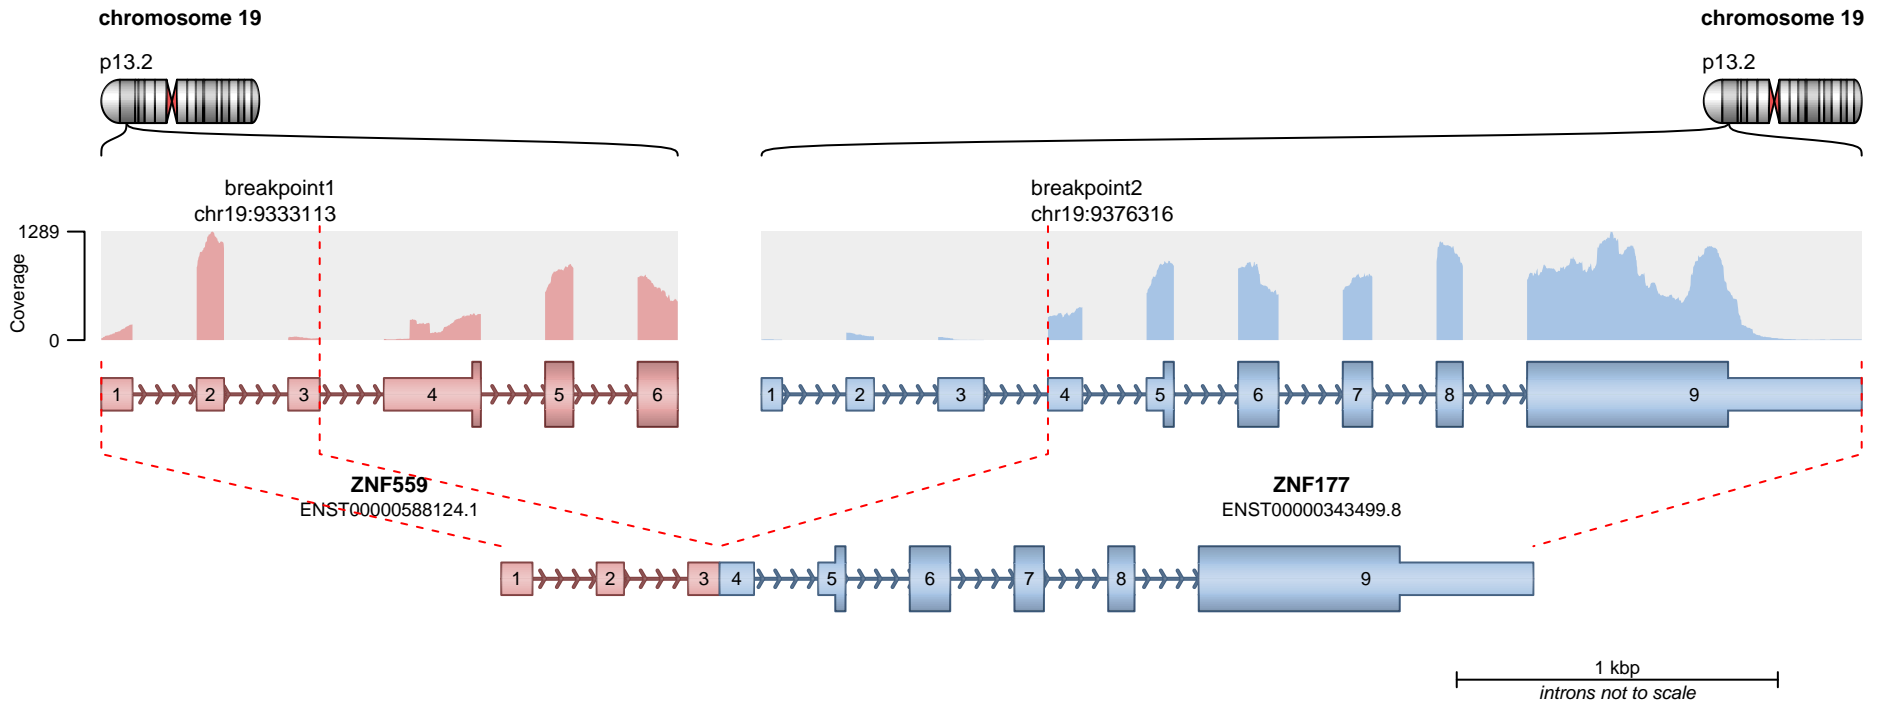 chromosome 19
chromosome 19
p13.2
p13.2
breakpoint1
chr19:9333113
breakpoint2
chr19:9376316
1289
Coverage
0
1 2 3 4 5 6
1 2 3 4 5 6 7 8 9
ZNF559
ENST00000588124.1
ZNF177
ENST00000343499.8
1 2 3 4 5 6 7 8 9
1 kbp
introns not to scale